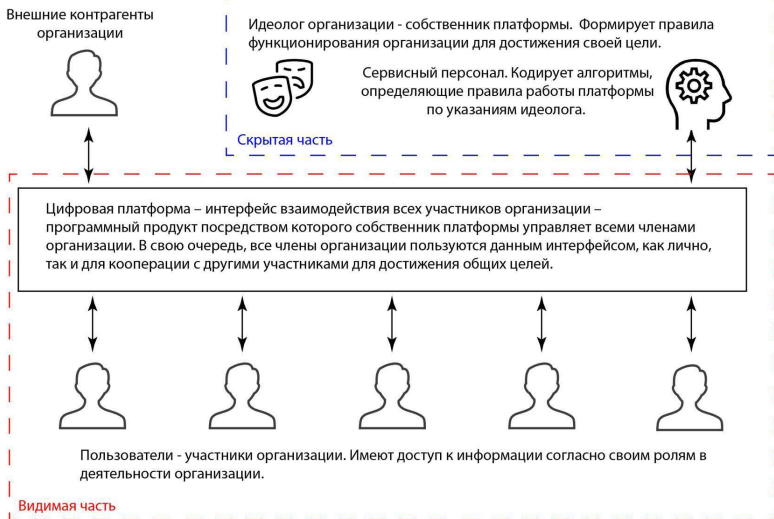 Внешние контрагенты
организации
Идеолог организации - собственник платформы. Формирует правила
функционирования организации для достижения своей цели.
Сервисный персонал. Кодирует алгоритмы,
определяющие правила работы платформы
по указаниям идеолога.
Скрытая часть
Цифровая платформа – интерфейс взаимодействия всех участников организации –
программный продукт посредством которого собственник платформы управляет всеми членами
организации. В свою очередь, все члены организации пользуются данным интерфейсом, как лично,
так и для кооперации с другими участниками для достижения общих целей.
Пользователи - участники организации. Имеют доступ к информации согласно своим ролям в
деятельности организации.
Видимая часть